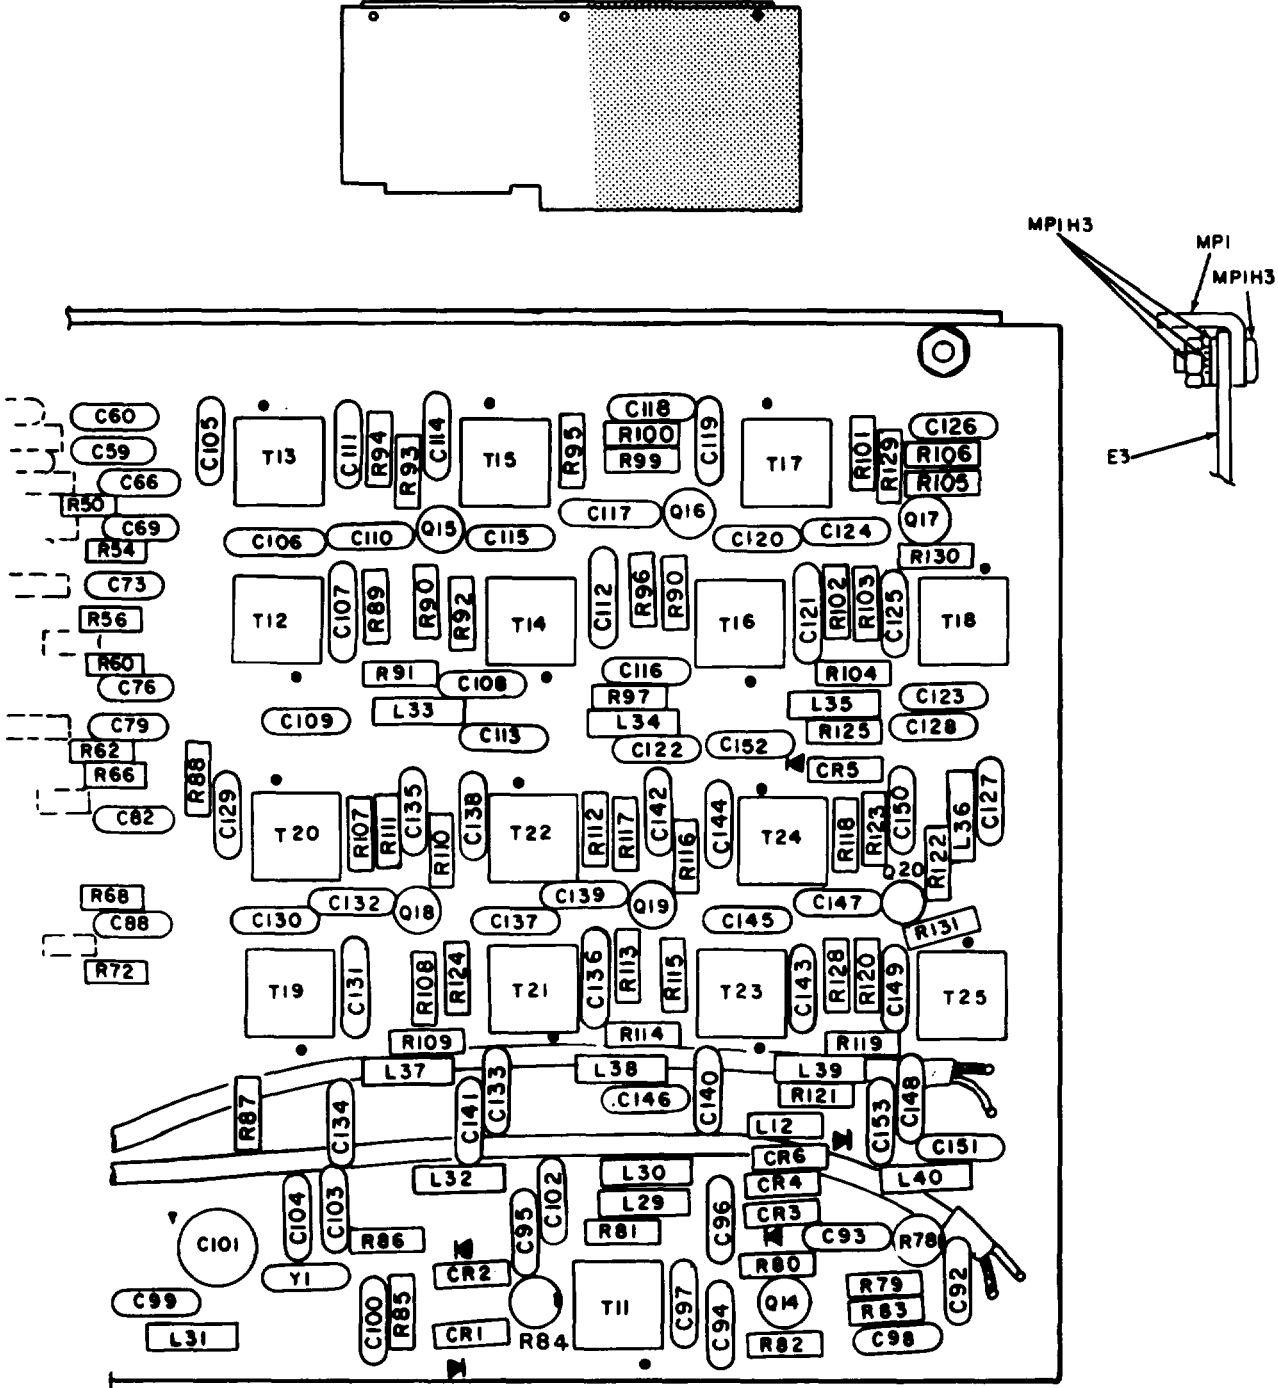 MP1H3
MP1
MP1H3
E3
C60
C59
C66
R50
C69
R54
C73
R56
R60
C76
C79
R62
R66
C82
R68
C88
R72
C105
T13
C111
R94
R93
C114
T15
R95
C118
R100
R99
C119
T17
R101
R129
C126
R106
R105
C106
C110
Q15
C115
C117
Q16
C120
C124
Q17
R130
T12
C107
R89
R90
R92
T14
C112
R96
R90
T16
C121
R102
R103
C125
T18
R91
C108
C116
R104
C109
L33
C113
R97
L34
C122
C152
L35
R125
C123
C128
CR5
R88
C129
T20
R107
R111
C135
R110
C138
T22
R112
R117
C142
R116
C144
T24
R118
R123
C150
Q20
R122
L36
C127
C130
C132
Q18
C137
C139
Q19
C145
C147
R131
T19
C131
R108
R124
T21
C136
R113
R115
T23
C143
R128
R120
C149
T25
R109
R114
R119
L37
C133
L38
C140
L39
R87
C134
C141
C146
R121
C153
C148
L12
C151
CR6
C104
C103
L32
C102
L30
CR4
L40
L29
CR3
C101
R86
C95
R81
C96
C93
R78
Y1
CR2
R80
C92
C99
C100
R85
T11
C97
C94
Q14
R79
R83
L31
CR1
R84
R82
C98